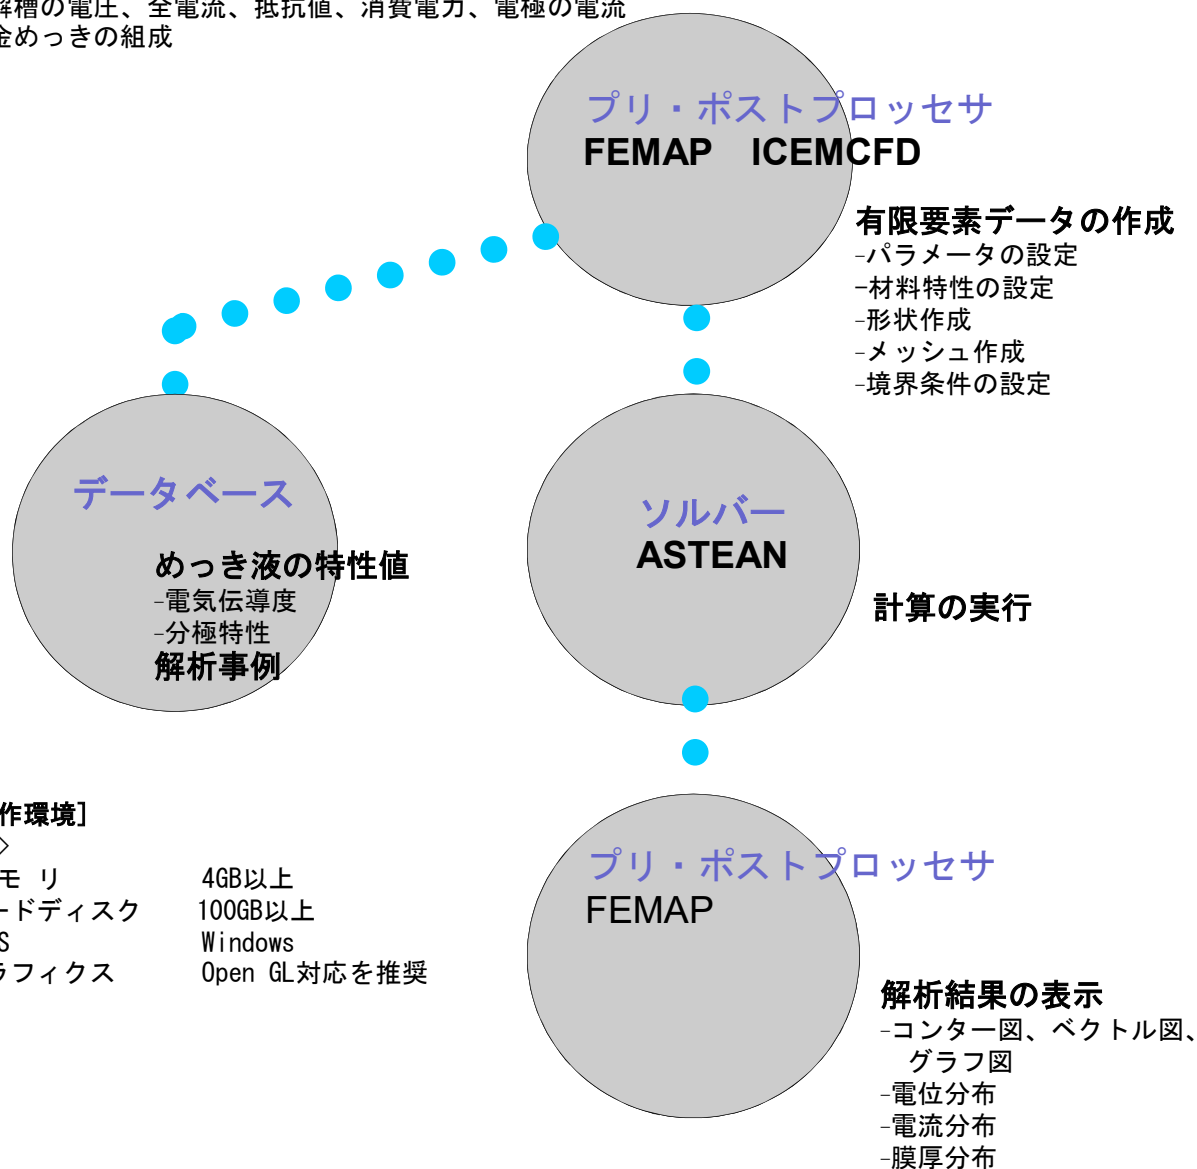 解槽の電圧、全電流、抵抗値、消費電力、電極の電流
金めっきの組成
プリ・ポストプロッセサ
FEMAP ICEMCFD
有限要素データの作成
-パラメータの設定
-材料特性の設定
-形状作成
-メッシュ作成
-境界条件の設定
データベース
めっき液の特性値
-電気伝導度
-分極特性
解析事例
ソルバー
ASTEAN
計算の実行
作環境]
>
モ リ 4GB以上
ードディスク 100GB以上
S Windows
ラフィクス Open GL対応を推奨
プリ・ポストプロッセサ
FEMAP
解析結果の表示
-コンター図、ベクトル図、
グラフ図
-電位分布
-電流分布
-膜厚分布